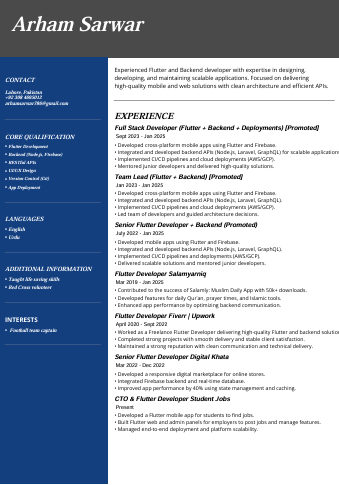 Arham Sarwar
CONTACT
Lahore, Pakistan
arhamsarwar786@gmail.com
CORE QUALIFICATION
• Flutter Development
• Backend (Node.js, Firebase)
• RESTful APIs
• UI/UX Design
• Version Control (Git)
• App Deployment
LANGUAGES
• English
• Urdu
ADDITIONAL INFORMATION
• Taught life saving skills
• Red Cross volunteer
INTERESTS
• Football team captain
Experienced Flutter and Backend developer with expertise in designing,
developing, and maintaining scalable applications. Focused on delivering
high-quality mobile and web solutions with clean architecture and efficient APIs.
EXPERIENCE
Full Stack Developer (Flutter + Backend + Deployments) [Promoted]
Sept 2023 - Jan 2025
• Developed cross-platform mobile apps using Flutter and Firebase.
• Integrated and developed backend APIs (Node.js, Laravel, GraphQL) for scalable applications
• Implemented CI/CD pipelines and cloud deployments (AWS/GCP).
• Mentored junior developers and delivered high-quality solutions.
Team Lead (Flutter + Backend) [Promoted]
Jan 2023 - Jan 2025
• Developed cross-platform mobile apps using Flutter and Firebase.
• Integrated and developed backend APIs (Node.js, Laravel, GraphQL).
• Implemented CI/CD pipelines and cloud deployments (AWS/GCP).
• Led team of developers and guided architecture decisions.
Senior Flutter Developer + Backend (Promoted)
July 2022 - Jan 2025
• Developed mobile apps using Flutter and Firebase.
• Integrated and developed backend APIs (Node.js, Laravel, GraphQL).
• Implemented CI/CD pipelines and deployments (AWS/GCP).
• Delivered scalable solutions and mentored junior developers.
Flutter Developer Salamyarniq
Mar 2019 - Jan 2025
• Contributed to the success of Salamly: Muslim Daily App with 50k+ downloads.
• Developed features for daily Qur'an, prayer times, and Islamic tools.
• Enhanced app performance by optimizing backend communication.
Flutter Developer Fiverr | Upwork
April 2020 - Sept 2022
• Worked as a Freelance Flutter Developer delivering high-quality Flutter and backend solution
• Completed strong projects with smooth delivery and stable client satisfaction.
• Maintained a strong reputation with clean communication and technical delivery.
Senior Flutter Developer Digital Khata
Mar 2022 - Dec 2022
• Developed a responsive digital marketplace for online stores.
• Integrated Firebase backend and real-time database.
• Improved app performance by 40% using state management and caching.
CTO & Flutter Developer Student Jobs
Present
• Developed a Flutter mobile app for students to find jobs.
• Built Flutter web and admin panels for employers to post jobs and manage features.
• Managed end-to-end deployment and platform scalability.